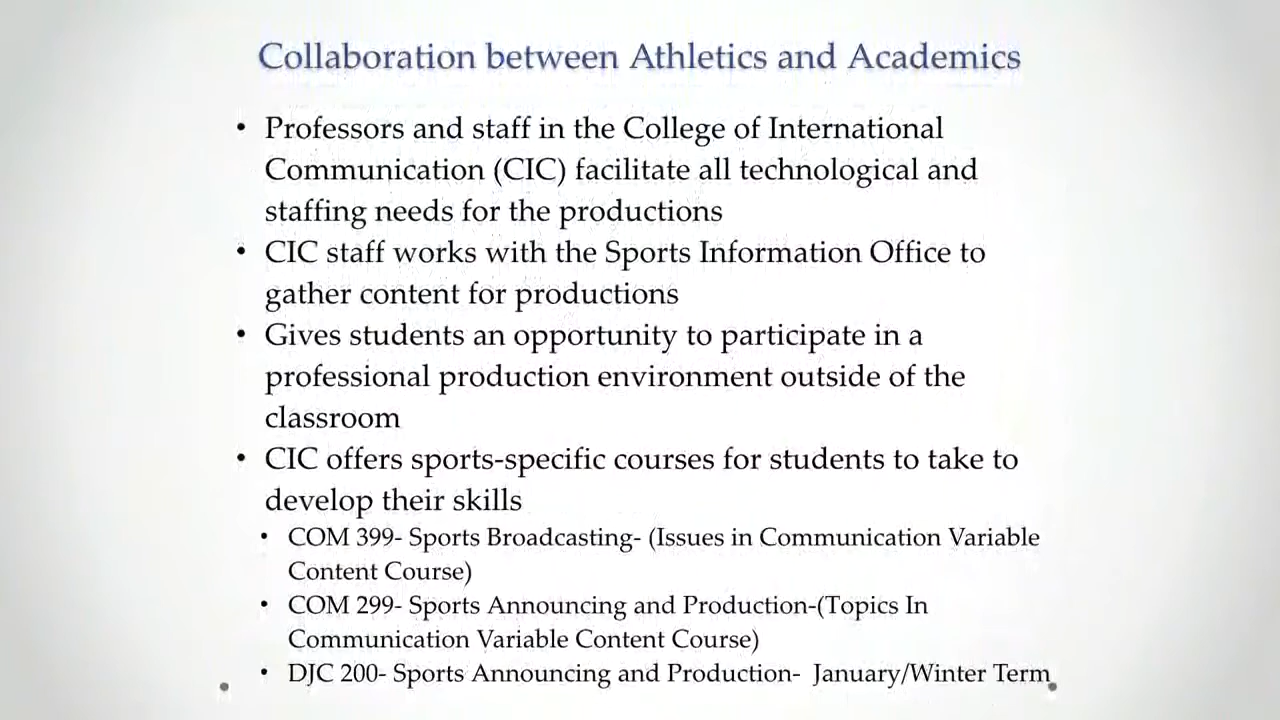 Collaboration between Athletics and Academics
• Professors and staff in the College of International
Communication (CIC) facilitate all technological and
staffing needs for the productions
• CIC staff works with the Sports Information Office to
gather content for productions
• Gives students an opportunity to participate in a
professional production environment outside of the
classroom
• CIC offers sports-specific courses for students to take to
develop their skills
• COM 399- Sports Broadcasting- (Issues in Communication Variable
Content Course)
• COM 299- Sports Announcing and Production-(Topics In
Communication Variable Content Course)
• DJC 200- Sports Announcing and Production- January/Winter Term